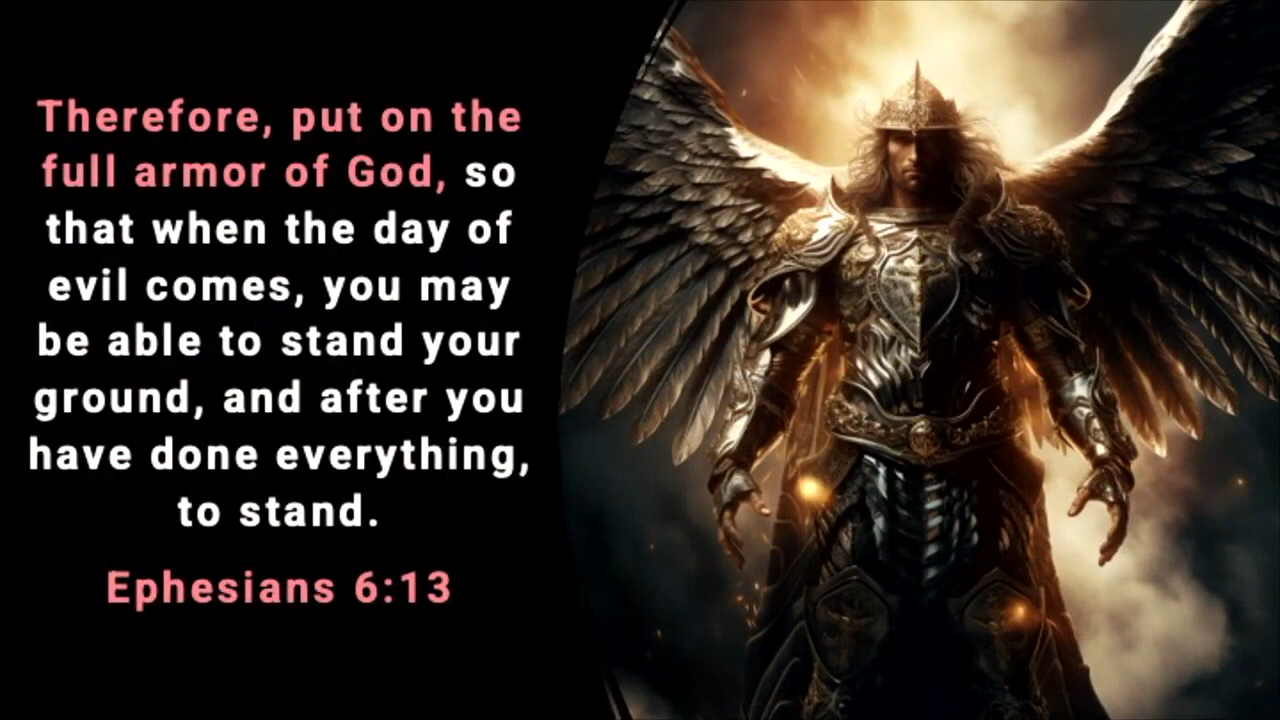 Therefore, put on the
full armor of God, so
that when the day of
evil comes, you may
be able to stand your
ground, and after you
have done everything,
to stand.
Ephesians 6:13